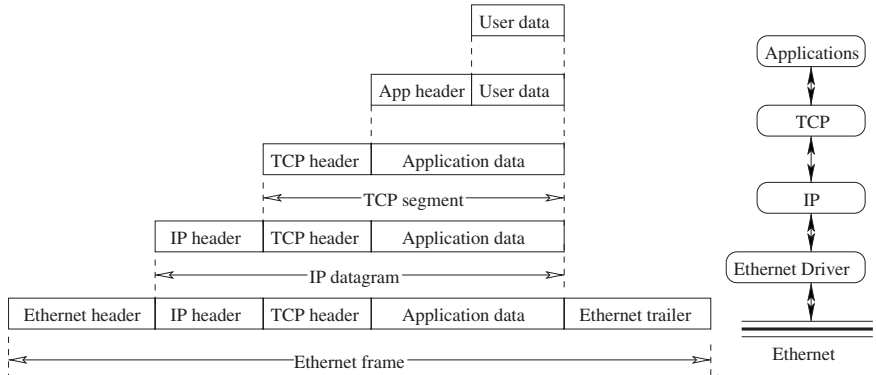 User data
App header User data
Applications
TCP header Application data
TCP
TCP segment
IP header TCP header Application data
IP
IP datagram
Ethernet Driver
Ethernet header IP header TCP header Application data Ethernet trailer
Ethernet frame
Ethernet